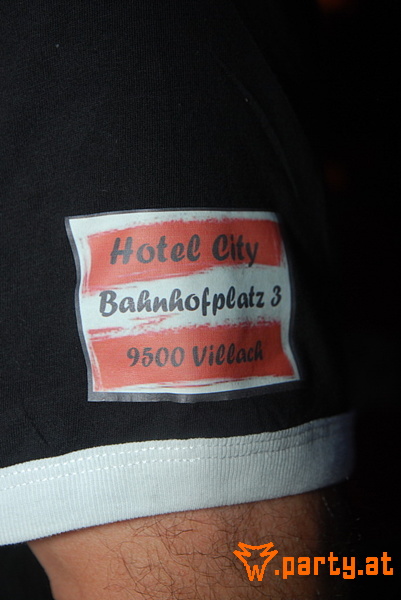 Hotel City
Bahnhofplatz 3
9500 Villach
W.party.at